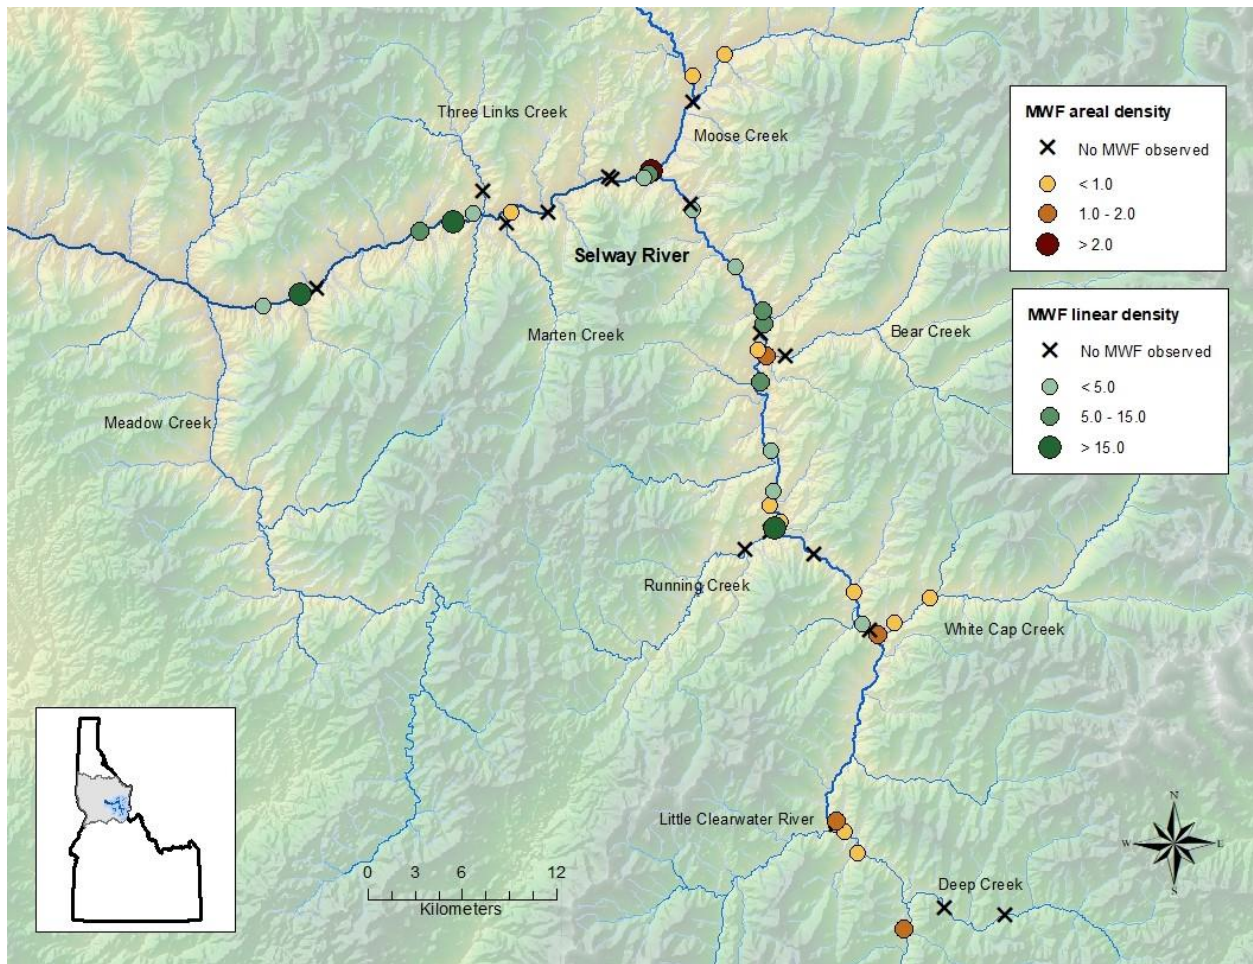 Three Links Creek
Moose Creek
Selway River
Marten Creek
Bear Creek
Meadow Creek
Running Creek
White Cap Creek
Little Clearwater River
Deep Creek
MWF areal density
No MWF observed
< 1.0
1.0 - 2.0
> 2.0
MWF linear density
No MWF observed
< 5.0
5.0 - 15.0
> 15.0
0 3 6 12
Kilometers
N
W E
S